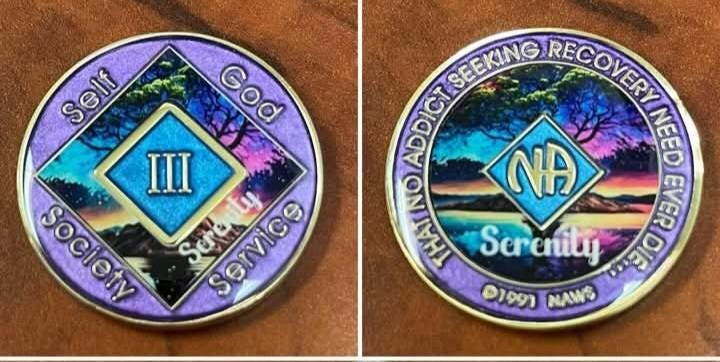 Self
God
III
Serenity
Society
Service
THAT NO ADDICT SEEKING RECOVERY NEED EVER DIE...
NA
Serenity
©1991 NAWS